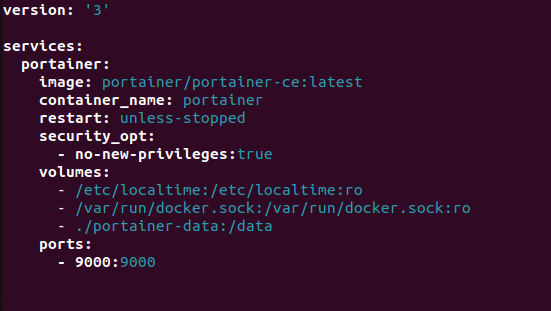 version: '3'

services:
  portainer:
    image: portainer/portainer-ce:latest
    container_name: portainer
    restart: unless-stopped
    security_opt:
      - no-new-privileges:true
    volumes:
      - /etc/localtime:/etc/localtime:ro
      - /var/run/docker.sock:/var/run/docker.sock:ro
      - ./portainer-data:/data
    ports:
      - 9000:9000